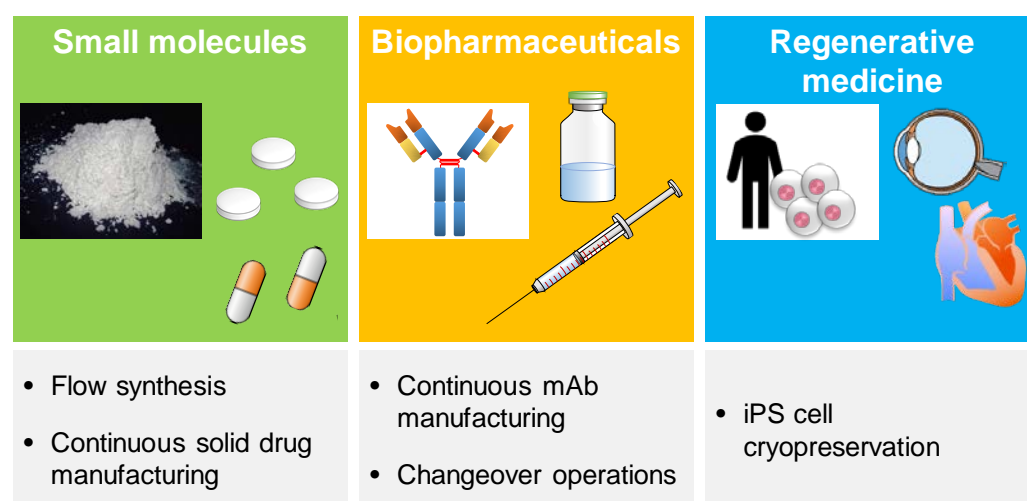 Small molecules
• Flow synthesis
• Continuous solid drug
manufacturing
Biopharmaceuticals
• Continuous mAb
manufacturing
• Changeover operations
Regenerative
medicine
• iPS cell
cryopreservation